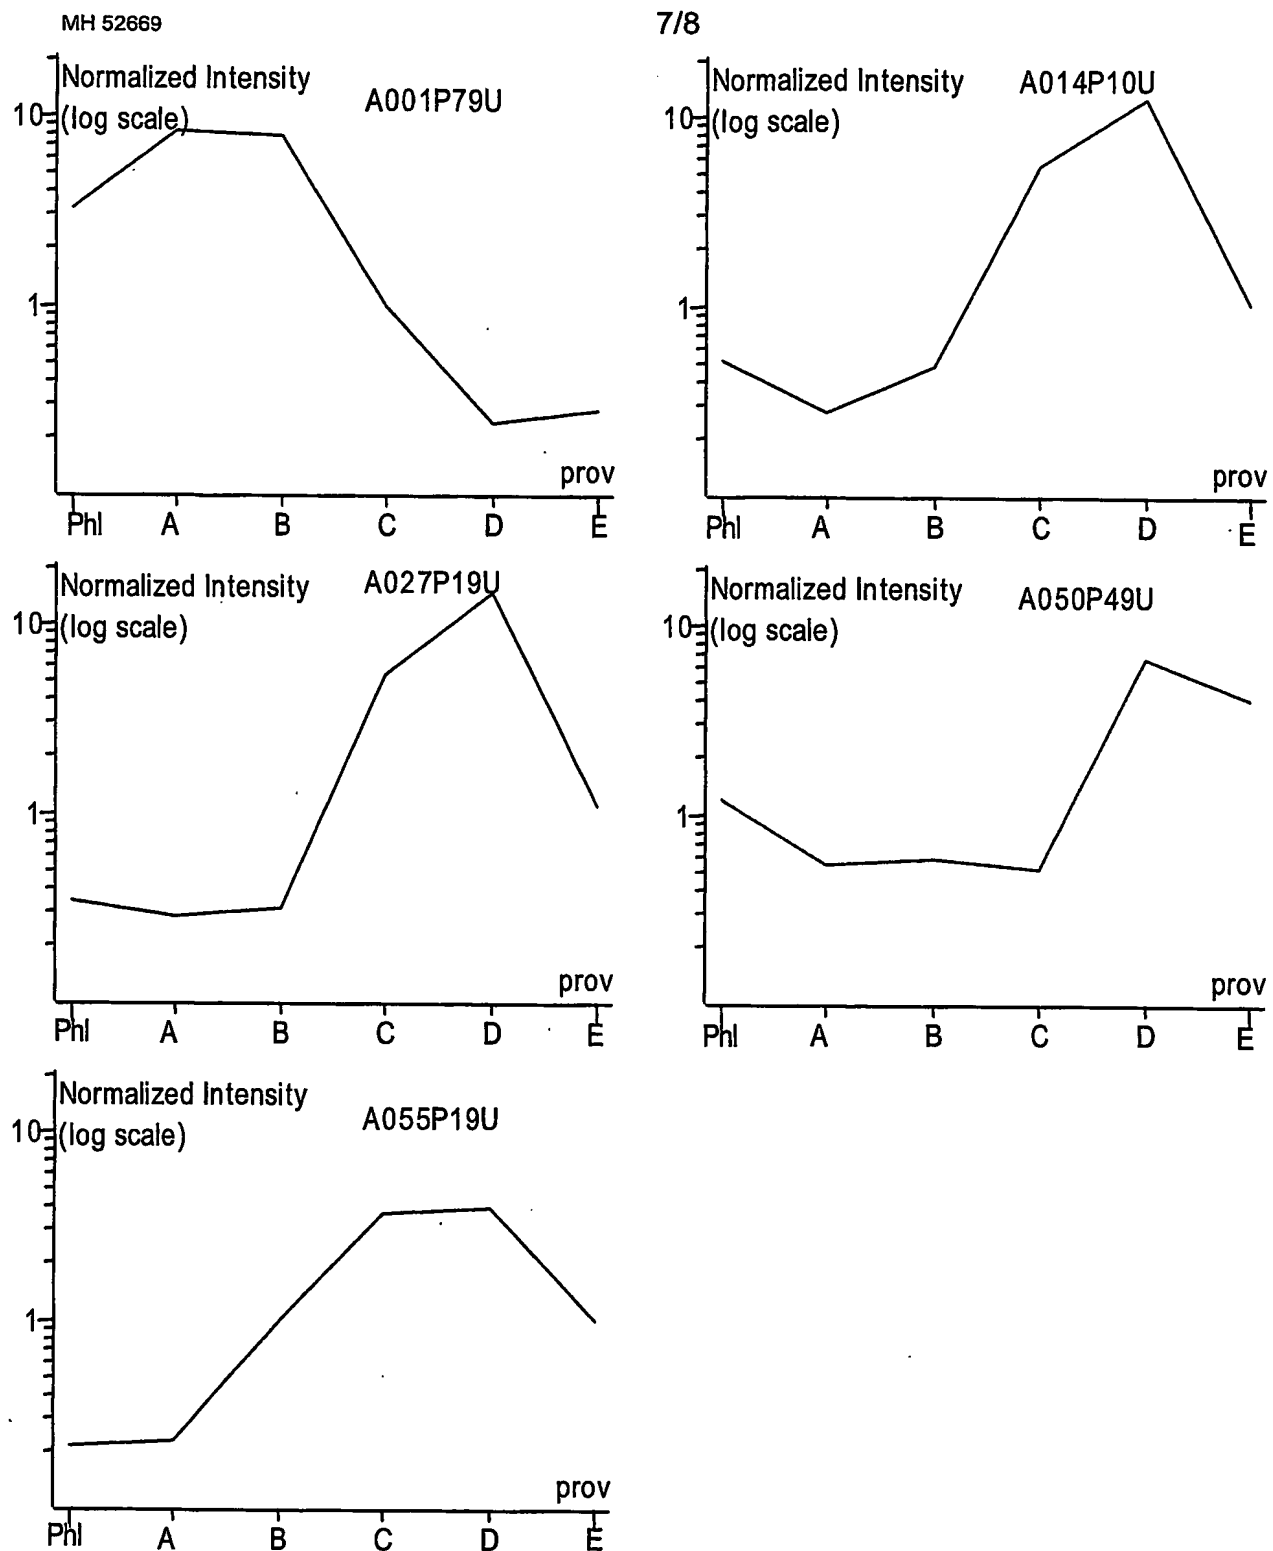 MH 52669
7/8
Normalized Intensity
(log scale)
A001P79U
10
1
prov
Phl A B C D E
Normalized Intensity
(log scale)
A014P10U
10
1
prov
Phl A B C D E
Normalized Intensity
(log scale)
A027P19U
10
1
prov
Phl A B C D E
Normalized Intensity
(log scale)
A050P49U
10
1
prov
Phl A B C D E
Normalized Intensity
(log scale)
A055P19U
10
1
prov
Phl A B C D E